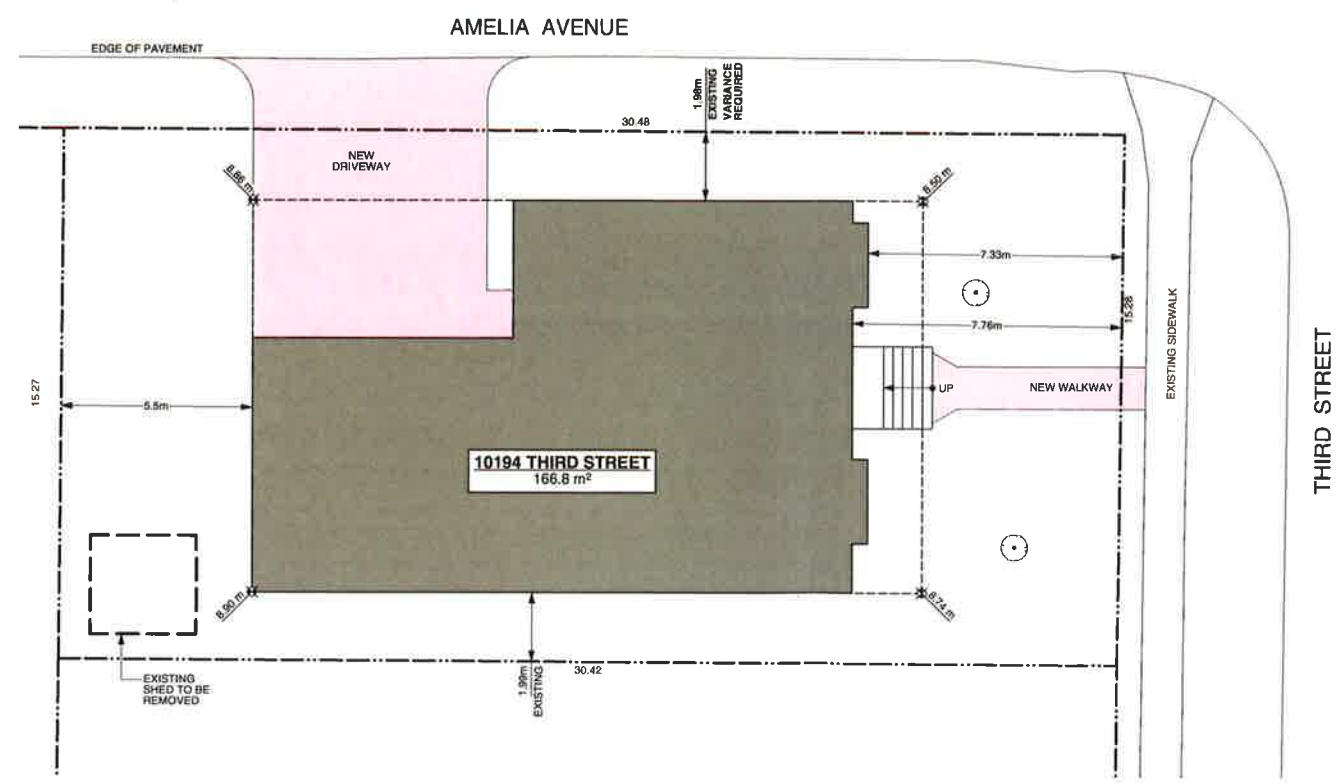 AMELIA AVENUE
EDGE OF PAVEMENT
1.98m
EXISTING
VARIANCE
REQUIRED
30.48
NEW
DRIVEWAY
8.86 m
8.50 m
7.33m
15.28
7.76m
EXISTING SIDEWALK
THIRD STREET
UP
NEW WALKWAY
15.27
5.5m
10194 THIRD STREET
166.8 m²
8.90 m
8.74 m
1.99m
EXISTING
30.42
EXISTING
SHED TO BE
REMOVED